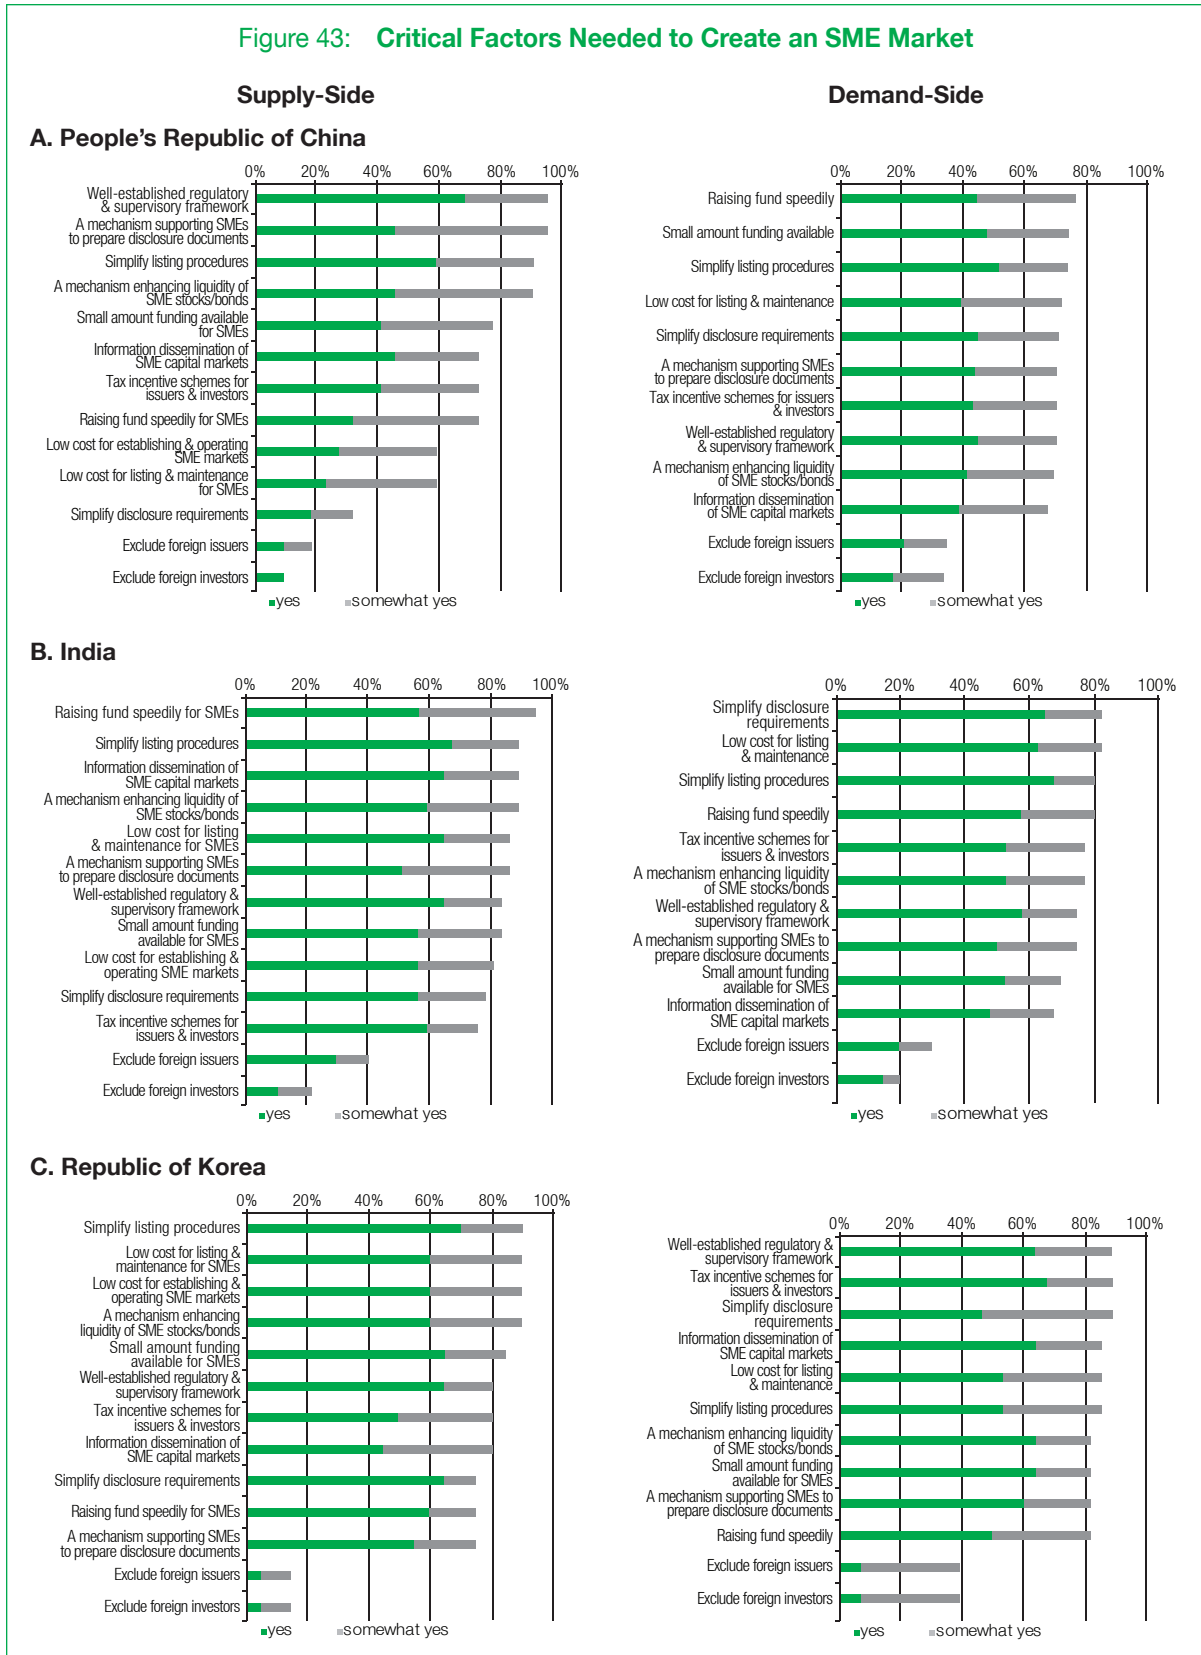 Figure 43: Critical Factors Needed to Create an SME Market
Supply-Side
Demand-Side
A. People's Republic of China
0% 20% 40% 60% 80% 100%
Well-established regulatory
& supervisory framework
A mechanism supporting SMEs
to prepare disclosure documents
Simplify listing procedures
A mechanism enhancing liquidity of
SME stocks/bonds
Small amount funding available
for SMEs
Information dissemination of
SME capital markets
Tax incentive schemes for
issuers & investors
Raising fund speedily for SMEs
Low cost for establishing & operating
SME markets
Low cost for listing & maintenance
for SMEs
Simplify disclosure requirements
Exclude foreign issuers
Exclude foreign investors
yes somewhat yes
0% 20% 40% 60% 80% 100%
Raising fund speedily
Small amount funding available
Simplify listing procedures
Low cost for listing & maintenance
Simplify disclosure requirements
A mechanism supporting SMEs
to prepare disclosure documents
Tax incentive schemes for issuers
& investors
Well-established regulatory
& supervisory framework
A mechanism enhancing liquidity
of SME stocks/bonds
Information dissemination
of SME capital markets
Exclude foreign issuers
Exclude foreign investors
yes somewhat yes
B. India
0% 20% 40% 60% 80% 100%
Raising fund speedily for SMEs
Simplify listing procedures
Information dissemination of
SME capital markets
A mechanism enhancing liquidity of
SME stocks/bonds
Low cost for listing
& maintenance for SMEs
A mechanism supporting SMEs
to prepare disclosure documents
Well-established regulatory &
supervisory framework
Small amount funding
available for SMEs
Low cost for establishing &
operating SME markets
Simplify disclosure requirements
Tax incentive schemes for
issuers & investors
Exclude foreign issuers
Exclude foreign investors
yes somewhat yes
0% 20% 40% 60% 80% 100%
Simplify disclosure
requirements
Low cost for listing
& maintenance
Simplify listing procedures
Raising fund speedily
Tax incentive schemes for
issuers & investors
A mechanism enhancing liquidity
of SME stocks/bonds
Well-established regulatory &
supervisory framework
A mechanism supporting SMEs to
prepare disclosure documents
Small amount funding
available for SMEs
Information dissemination of
SME capital markets
Exclude foreign issuers
Exclude foreign investors
yes somewhat yes
C. Republic of Korea
0% 20% 40% 60% 80% 100%
Simplify listing procedures
Low cost for listing &
maintenance for SMEs
Low cost for establishing &
operating SME markets
A mechanism enhancing
liquidity of SME stocks/bonds
Small amount funding
available for SMEs
Well-established regulatory &
supervisory framework
Tax incentive schemes for
issuers & investors
Information dissemination of
SME capital markets
Simplify disclosure requirements
Raising fund speedily for SMEs
A mechanism supporting SMEs
to prepare disclosure documents
Exclude foreign issuers
Exclude foreign investors
yes somewhat yes
0% 20% 40% 60% 80% 100%
Well-established regulatory &
supervisory framework
Tax incentive schemes for
issuers & investors
Simplify disclosure
requirements
Information dissemination of
SME capital markets
Low cost for listing
& maintenance
Simplify listing procedures
A mechanism enhancing liquidity
of SME stocks/bonds
Small amount funding
available for SMEs
A mechanism supporting SMEs to
prepare disclosure documents
Raising fund speedily
Exclude foreign issuers
Exclude foreign investors
yes somewhat yes